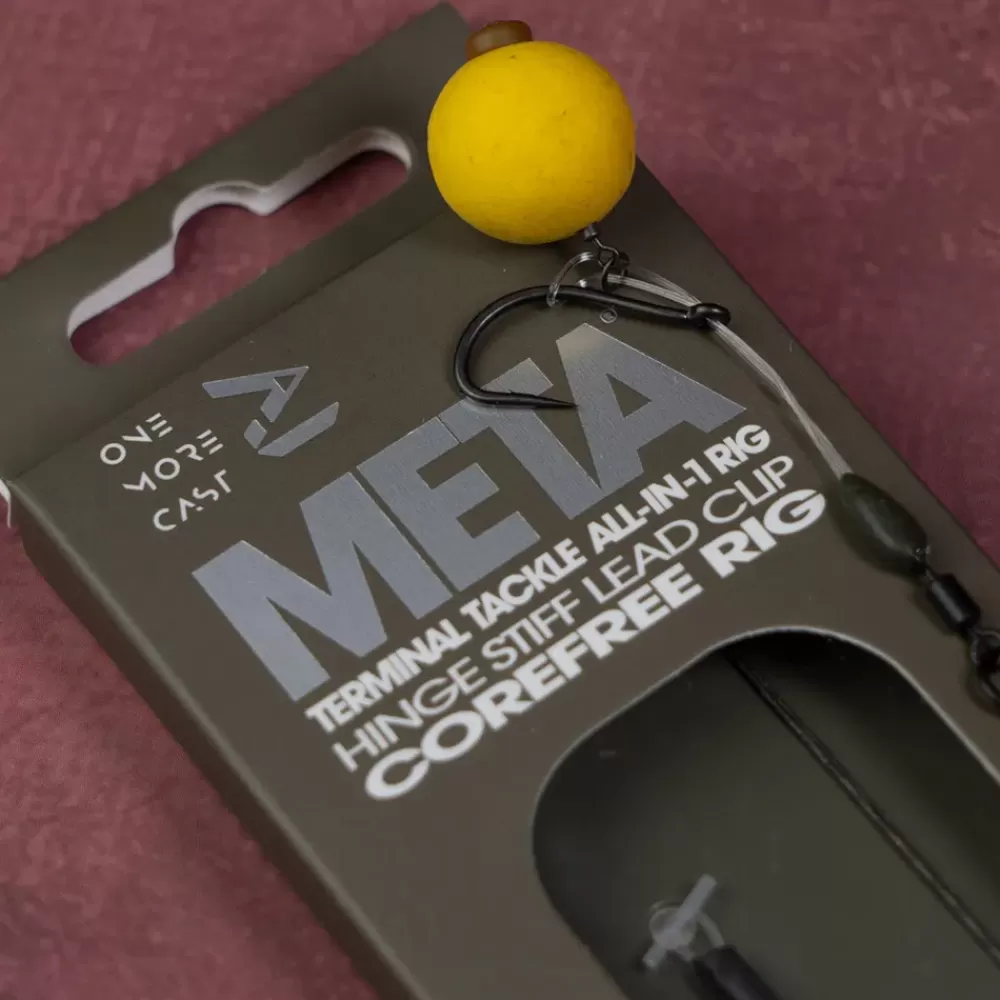 ONE
MORE
CAST
META®
TERMINAL TACKLE ALL-IN-1 RIG
HINGE STIFF LEAD CLIP
COREFREE RIG